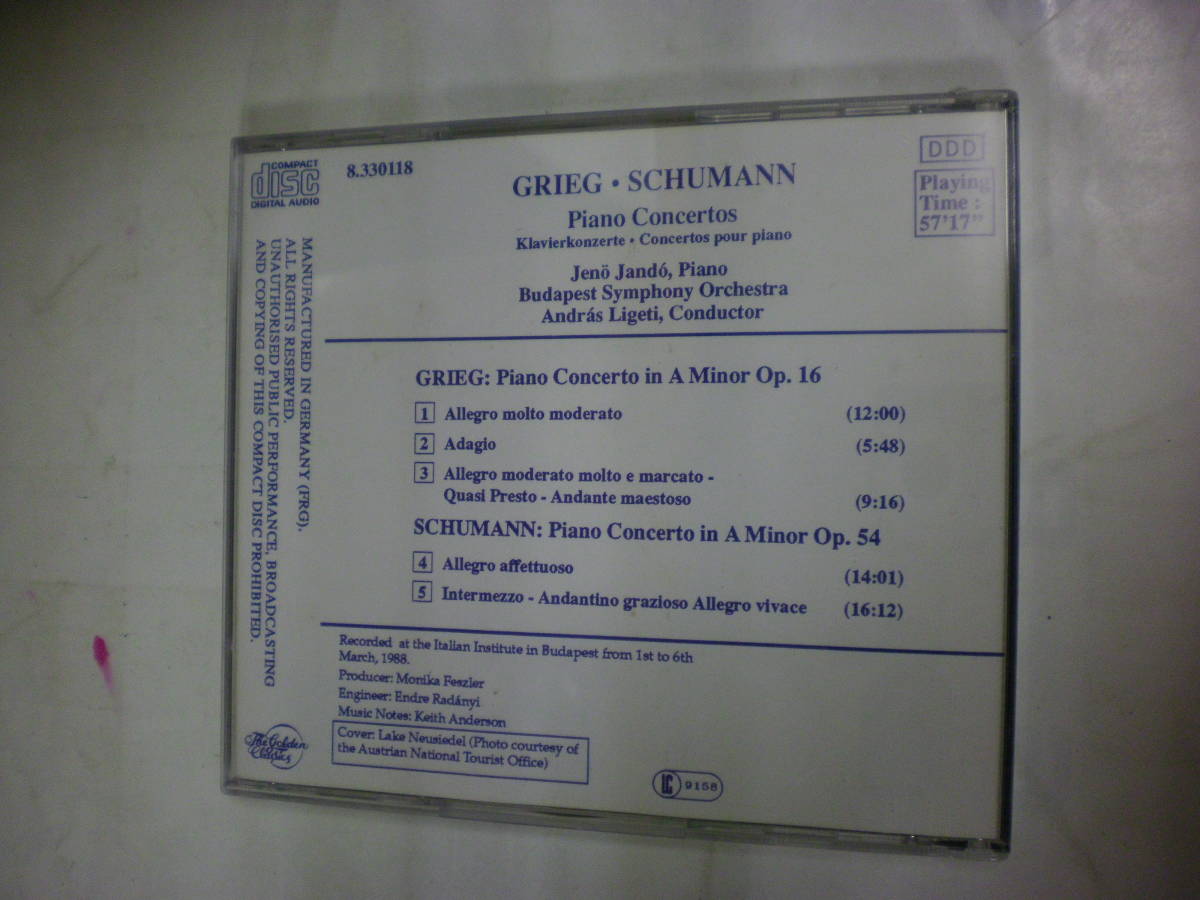 COMPACT
disc
DIGITAL AUDIO
8.330118
GRIEG • SCHUMANN
Piano Concertos
Klavierkonzerte • Concertos pour piano
Jenö Jandó, Piano
Budapest Symphony Orchestra
András Ligeti, Conductor
DDD
Playing
Time :
57'17"
MANUFACTURED IN GERMANY (FRG).
ALL RIGHTS RESERVED.
UNAUTHORISED PUBLIC PERFORMANCE, BROADCASTING
AND COPYING OF THIS COMPACT DISC PROHIBITED.
GRIEG: Piano Concerto in A Minor Op. 16
1 Allegro molto moderato (12:00)
2 Adagio (5:48)
3 Allegro moderato molto e marcato -
Quasi Presto - Andante maestoso (9:16)
SCHUMANN: Piano Concerto in A Minor Op. 54
4 Allegro affettuoso (14:01)
5 Intermezzo - Andantino grazioso Allegro vivace (16:12)
Recorded at the Italian Institute in Budapest from 1st to 6th
March, 1988.
Producer: Monika Feszler
Engineer: Endre Radányi
Music Notes: Keith Anderson
Cover: Lake Neusiedel (Photo courtesy of
the Austrian National Tourist Office)
The Golden
Classics
LC 9158